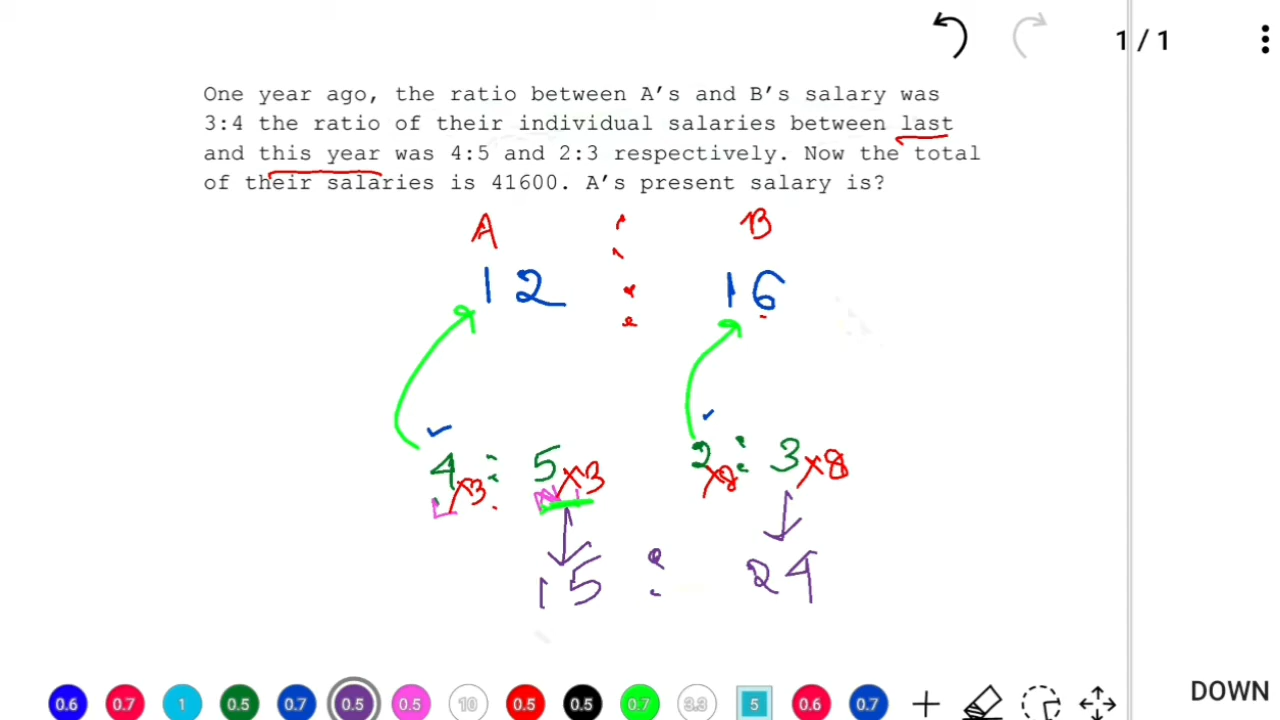 1 / 1
One year ago, the ratio between A's and B's salary was
3:4 the ratio of their individual salaries between last
and this year was 4:5 and 2:3 respectively. Now the total
of their salaries is 41600. A's present salary is?
A : B
12 : 16
4 : 5 2 : 3
×3 ×3 ×8 ×8
15 : 24
0.6 0.7 1 0.5 0.7 0.5 0.5 10 0.5 0.5 0.7 3.3 5 0.6 0.7 DOWN